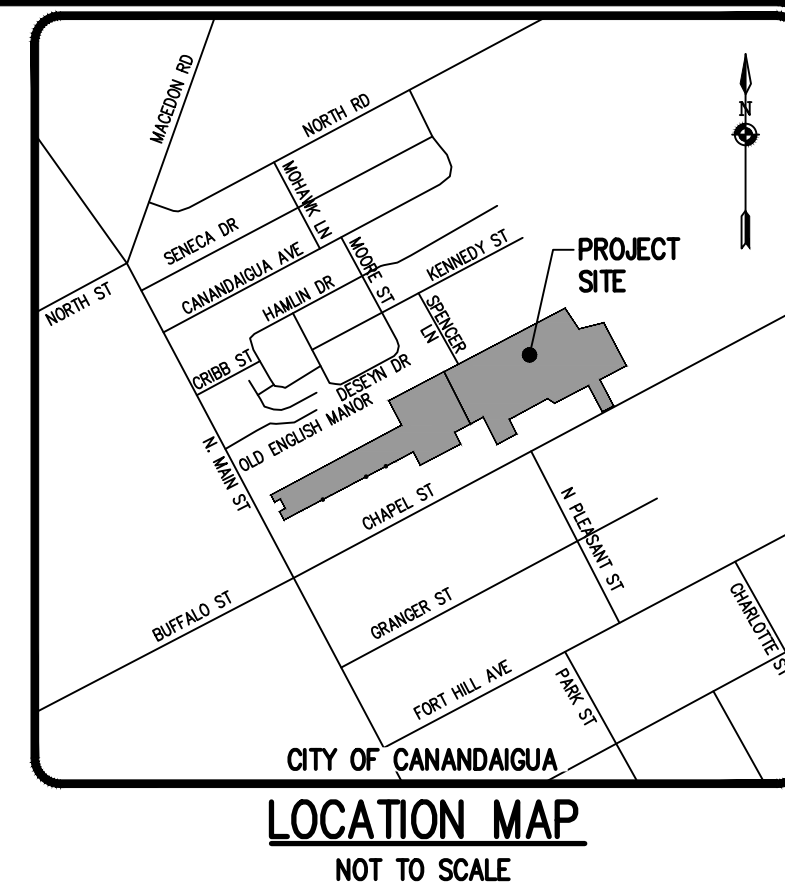 MACEDON RD
NORTH RD
N
MOHAWK LN
SENECA DR
CANANDAIGUA AVE
MOORE ST
KENNEDY ST
PROJECT
SITE
NORTH ST
HAMLIN DR
SPENCER
LN
CRIBB ST
DESEYN DR
OLD ENGLISH MANOR
N. MAIN ST
CHAPEL ST
N PLEASANT ST
BUFFALO ST
GRANGER ST
CHARLOTTE ST
FORT HILL AVE
PARK ST
CITY OF CANANDAIGUA
LOCATION MAP
NOT TO SCALE